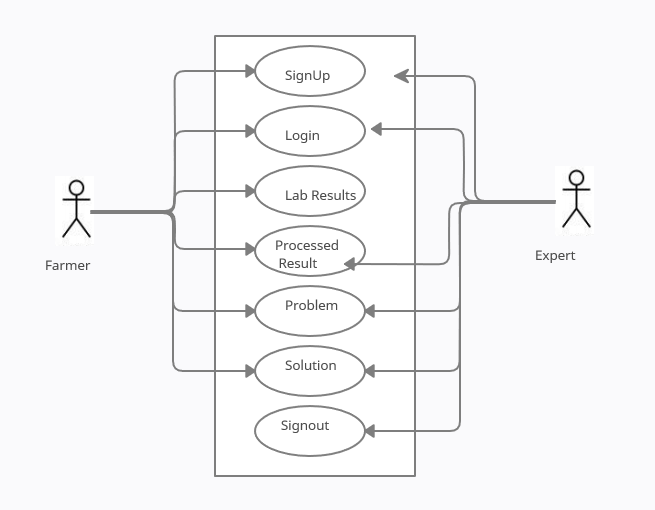 SignUp
Login
Lab Results
Processed
Result
Problem
Solution
Signout
Farmer
Expert